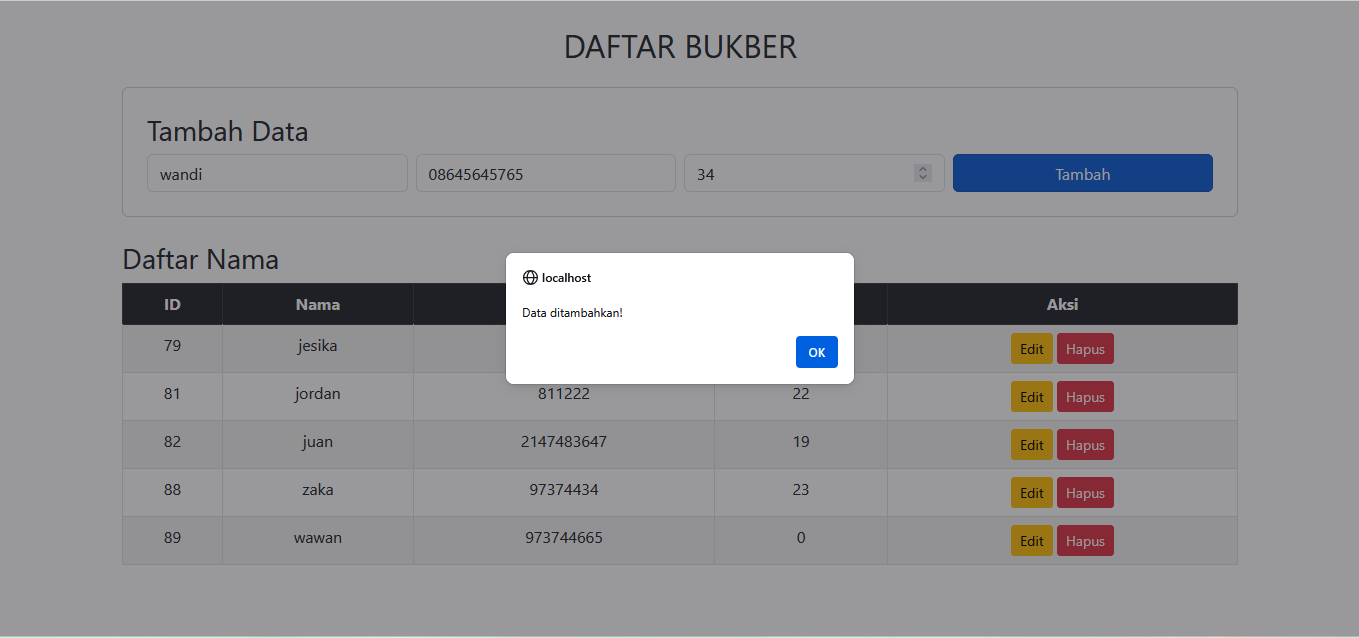 DAFTAR BUKBER
Tambah Data
wandi 08645645765 34 Tambah
Daftar Nama
localhost
Data ditambahkan!
OK
ID Nama Aksi
79 jesika Edit Hapus
81 jordan 811222 22 Edit Hapus
82 juan 2147483647 19 Edit Hapus
88 zaka 97374434 23 Edit Hapus
89 wawan 973744665 0 Edit Hapus